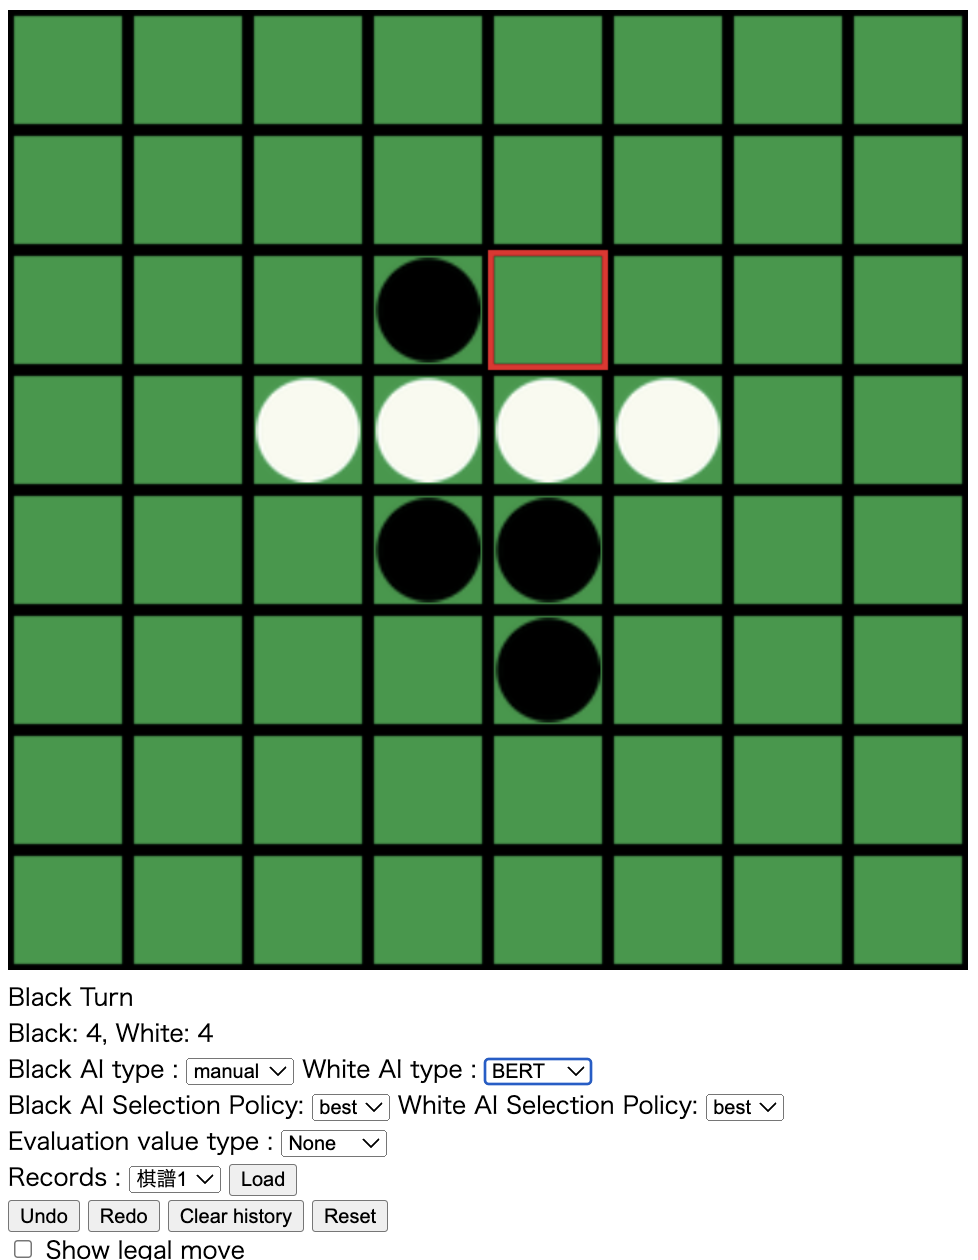 Black Turn
Black: 4, White: 4
Black AI type : manual White AI type : BERT
Black AI Selection Policy: best White AI Selection Policy: best
Evaluation value type : None
Records : 棋譜1 Load
Undo Redo Clear history Reset
Show legal move